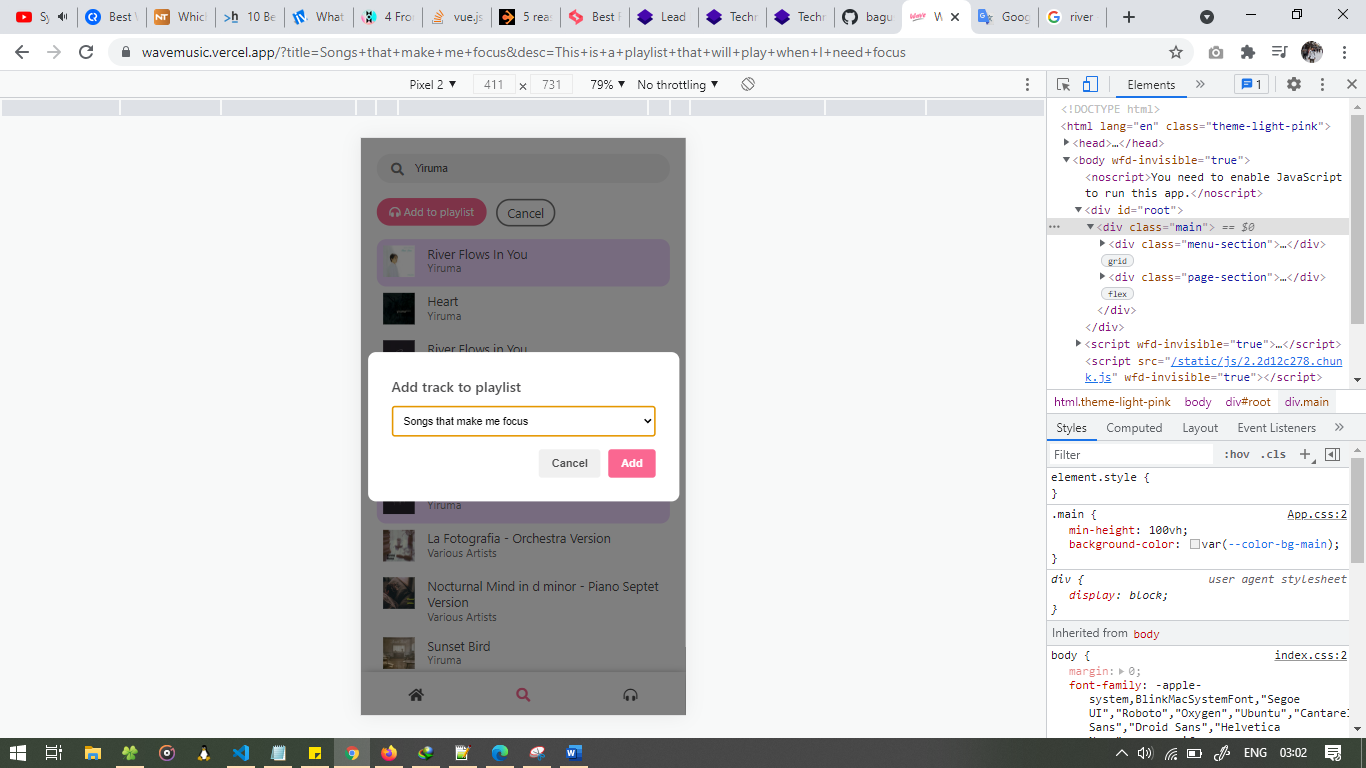 Sy
Best W
Which
10 Be
What
4 Fron
vue.js
5 reas
Best F
Lead
Techn
Techn
bagu
W
Goog
river
wavemusic.vercel.app/?title=Songs+that+make+me+focus&desc=This+is+a+playlist+that+will+play+when+I+need+focus
Pixel 2 411 x 731 79% No throttling
Elements
1
<!DOCTYPE html>
<html lang="en" class="theme-light-pink">
<head>…</head>
<body wfd-invisible="true">
<noscript>You need to enable JavaScript
to run this app.</noscript>
<div id="root">
<div class="main"> == $0
<div class="menu-section">…</div>
grid
<div class="page-section">…</div>
flex
</div>
</div>
<script wfd-invisible="true">…</script>
<script src="/static/js/2.2d12c278.chun
k.js" wfd-invisible="true"></script>
html.theme-light-pink body div#root div.main
Styles Computed Layout Event Listeners
Filter :hov .cls
element.style {
}
.main { App.css:2
min-height: 100vh;
background-color: var(--color-bg-main);
}
div { user agent stylesheet
display: block;
}
Inherited from body
body { index.css:2
margin: 0;
font-family: -apple-
system,BlinkMacSystemFont,"Segoe
UI","Roboto","Oxygen","Ubuntu","Cantarel
Sans","Droid Sans","Helvetica
Yiruma
Add to playlist
Cancel
River Flows In You
Yiruma
Heart
Yiruma
River Flows in You
Add track to playlist
Songs that make me focus
Cancel
Add
Yiruma
La Fotografia - Orchestra Version
Various Artists
Nocturnal Mind in d minor - Piano Septet
Version
Various Artists
Sunset Bird
Yiruma
ENG 03:02